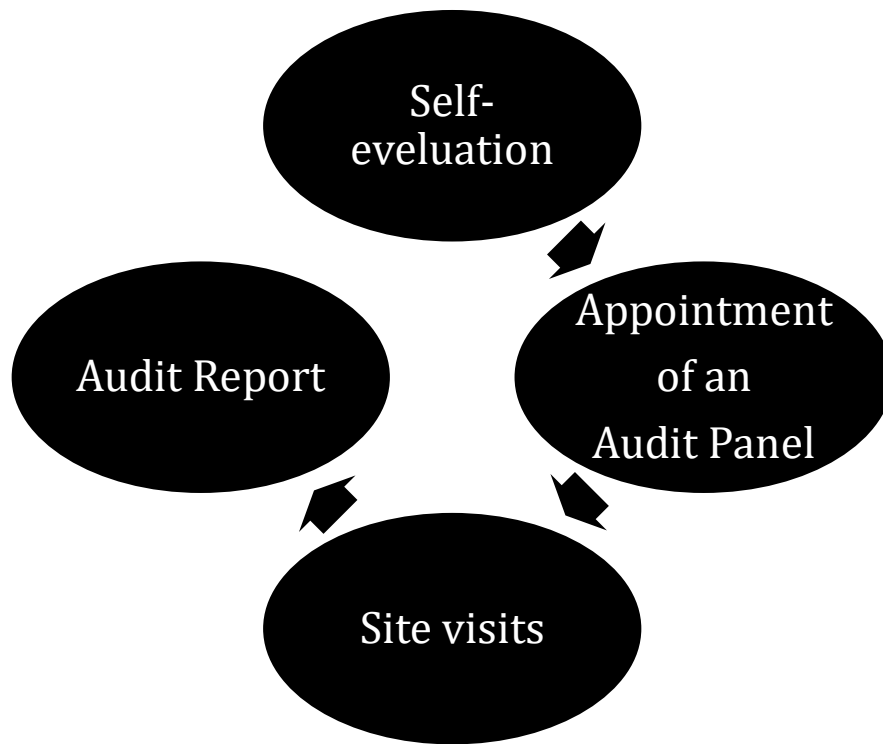 Self-
eveluation
Appointment
of an
Audit Panel
Site visits
Audit Report